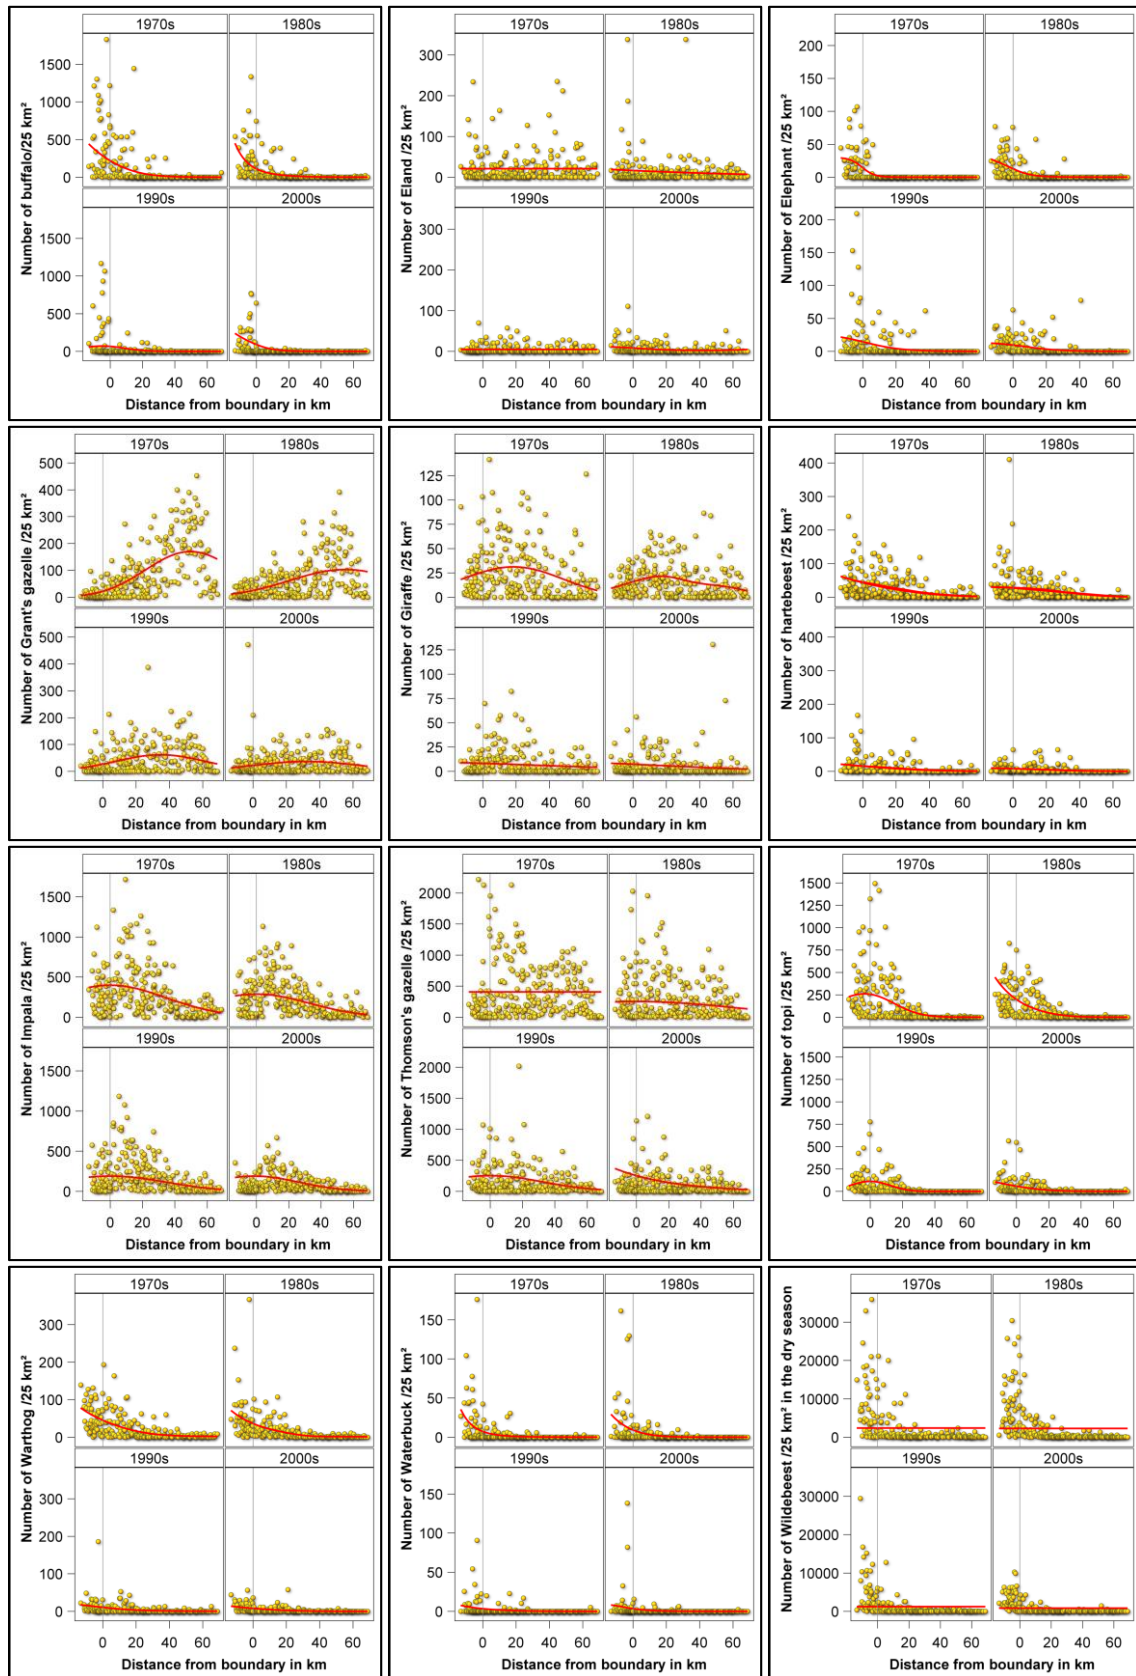 1970s 1980s
Number of buffalo/25 km²
1500
1000
500
0
1990s 2000s
1500
1000
500
0
0 20 40 60 0 20 40 60
Distance from boundary in km
1970s 1980s
Number of Eland /25 km²
300
200
100
0
1990s 2000s
300
200
100
0
0 20 40 60 0 20 40 60
Distance from boundary in km
1970s 1980s
Number of Elephant /25 km²
200
150
100
50
0
1990s 2000s
200
150
100
50
0
0 20 40 60 0 20 40 60
Distance from boundary in km
1970s 1980s
Number of Grant's gazelle /25 km²
500
400
300
200
100
0
1990s 2000s
500
400
300
200
100
0
0 20 40 60 0 20 40 60
Distance from boundary in km
1970s 1980s
Number of Giraffe /25 km²
125
100
75
50
25
0
1990s 2000s
125
100
75
50
25
0
0 20 40 60 0 20 40 60
Distance from boundary in km
1970s 1980s
Number of hartebeest /25 km²
400
300
200
100
0
1990s 2000s
400
300
200
100
0
0 20 40 60 0 20 40 60
Distance from boundary in km
1970s 1980s
Number of Impala /25 km²
1500
1000
500
0
1990s 2000s
1500
1000
500
0
0 20 40 60 0 20 40 60
Distance from boundary in km
1970s 1980s
Number of Thomson's gazelle /25 km²
2000
1500
1000
500
0
1990s 2000s
2000
1500
1000
500
0
0 20 40 60 0 20 40 60
Distance from boundary in km
1970s 1980s
Number of topi /25 km²
1500
1250
1000
750
500
250
0
1990s 2000s
1500
1250
1000
750
500
250
0
0 20 40 60 0 20 40 60
Distance from boundary in km
1970s 1980s
Number of Warthog /25 km²
300
200
100
0
1990s 2000s
300
200
100
0
0 20 40 60 0 20 40 60
Distance from boundary in km
1970s 1980s
Number of Waterbuck /25 km²
150
100
50
0
1990s 2000s
150
100
50
0
0 20 40 60 0 20 40 60
Distance from boundary in km
1970s 1980s
Number of Wildebeest /25 km² in the dry season
30000
20000
10000
0
1990s 2000s
30000
20000
10000
0
0 20 40 60 0 20 40 60
Distance from boundary in km